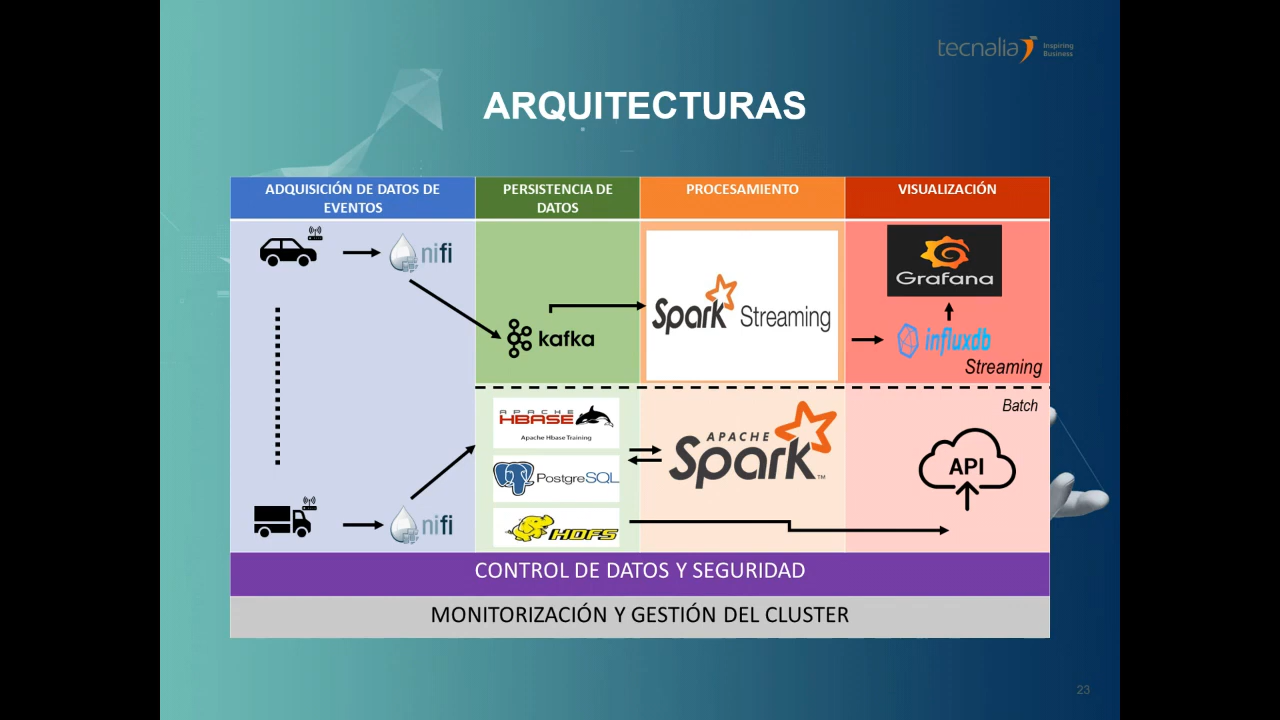 tecnalia Inspiring
Business
ARQUITECTURAS
ADQUISICIÓN DE DATOS DE
EVENTOS
PERSISTENCIA DE
DATOS
PROCESAMIENTO
VISUALIZACIÓN
nifi
kafka
Spark Streaming
Grafana
influxdb
Streaming
APACHE
HBASE
Apache Hbase Training
PostgreSQL
HDFS
nifi
APACHE
Spark™
Batch
API
CONTROL DE DATOS Y SEGURIDAD
MONITORIZACIÓN Y GESTIÓN DEL CLUSTER
23